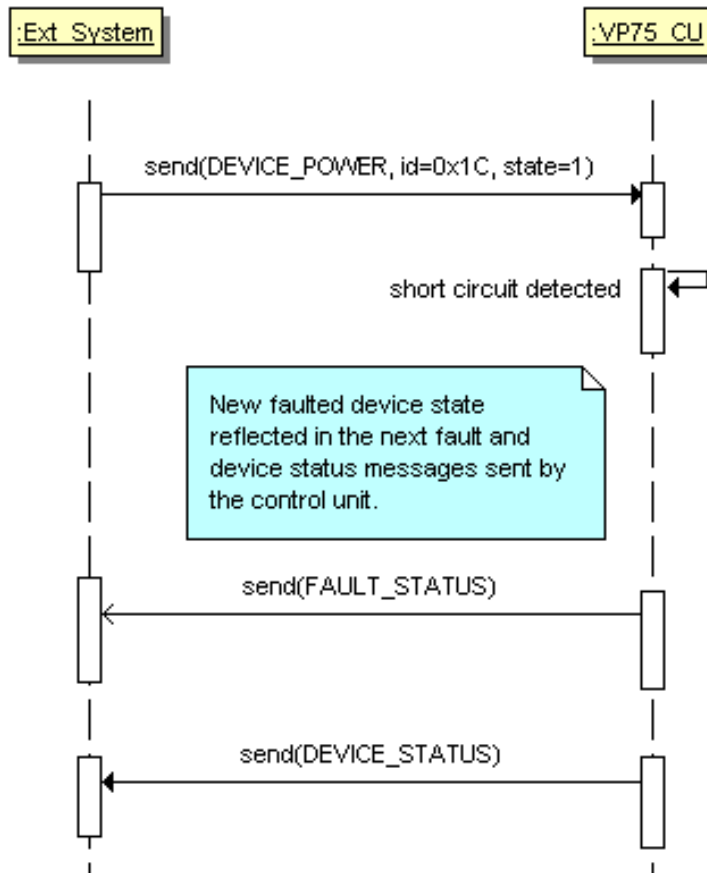 :Ext_System
:VP75_CU
send(DEVICE_POWER, id=0x1C, state=1)
short circuit detected
New faulted device state
reflected in the next fault and
device status messages sent by
the control unit.
send(FAULT_STATUS)
send(DEVICE_STATUS)